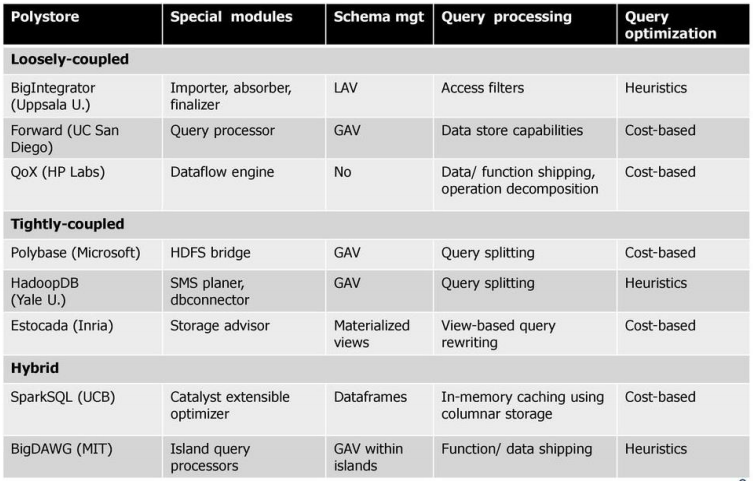 Polystore Special modules Schema mgt Query processing Query
optimization
Loosely-coupled
BigIntegrator Importer, absorber, LAV Access filters Heuristics
(Uppsala U.) finalizer
Forward (UC San Query processor GAV Data store capabilities Cost-based
Diego)
QoX (HP Labs) Dataflow engine No Data/ function shipping, Cost-based
operation decomposition
Tightly-coupled
Polybase (Microsoft) HDFS bridge GAV Query splitting Cost-based
HadoopDB SMS planer, GAV Query splitting Heuristics
(Yale U.) dbconnector
Estocada (Inria) Storage advisor Materialized View-based query Cost-based
views rewriting
Hybrid
SparkSQL (UCB) Catalyst extensible Dataframes In-memory caching using Cost-based
optimizer columnar storage
BigDAWG (MIT) Island query GAV within Function/ data shipping Heuristics
processors islands